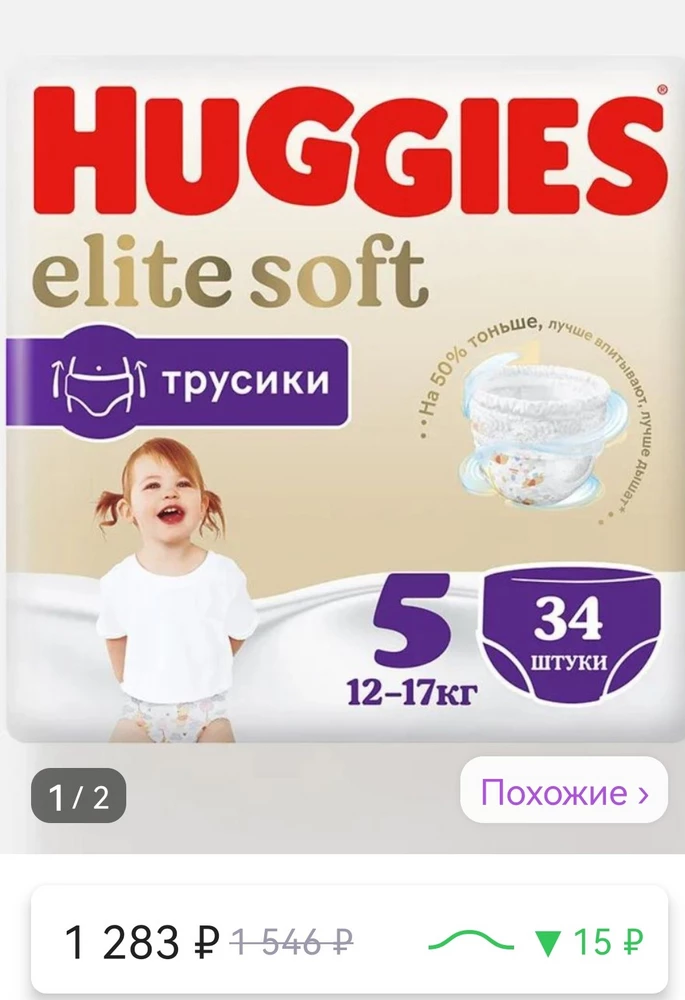 HUGGIES®
elite soft
трусики
• • На 50% тоньше, лучше впитывают, лучше дышат* • •
5
12–17кг
34
ШТУКИ
1 / 2
Похожие ›
1 283 ₽ 1 546 ₽ ▼ 15 ₽